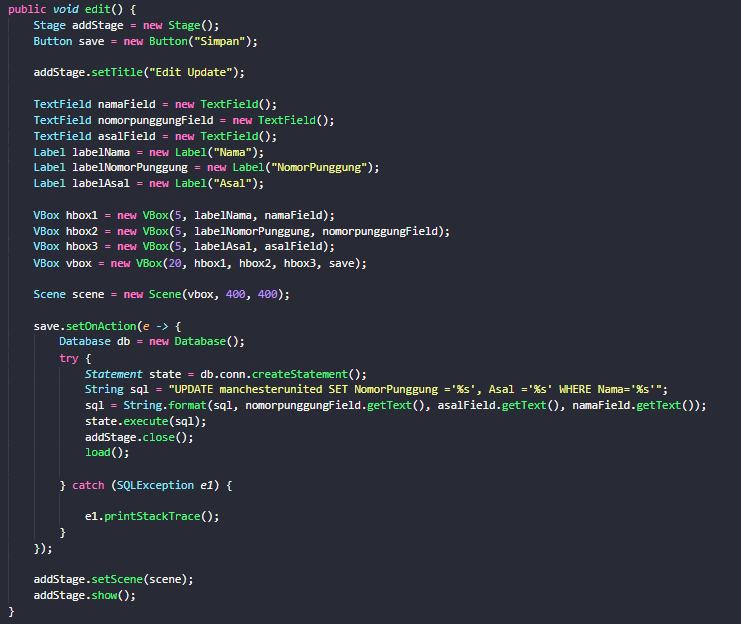 public void edit() {
Stage addStage = new Stage();
Button save = new Button("Simpan");
addStage.setTitle("Edit Update");
TextField namaField = new TextField();
TextField nomorpunggungField = new TextField();
TextField asalField = new TextField();
Label labelNama = new Label("Nama");
Label labelNomorPunggung = new Label("NomorPunggung");
Label labelAsal = new Label("Asal");
VBox hbox1 = new VBox(5, labelNama, namaField);
VBox hbox2 = new VBox(5, labelNomorPunggung, nomorpunggungField);
VBox hbox3 = new VBox(5, labelAsal, asalField);
VBox vbox = new VBox(20, hbox1, hbox2, hbox3, save);
Scene scene = new Scene(vbox, 400, 400);
save.setOnAction(e -> {
Database db = new Database();
try {
Statement state = db.conn.createStatement();
String sql = "UPDATE manchesterunited SET NomorPunggung ='%s', Asal ='%s' WHERE Nama='%s'";
sql = String.format(sql, nomorpunggungField.getText(), asalField.getText(), namaField.getText());
state.execute(sql);
addStage.close();
load();
} catch (SQLException e1) {
e1.printStackTrace();
}
});
addStage.setScene(scene);
addStage.show();
}